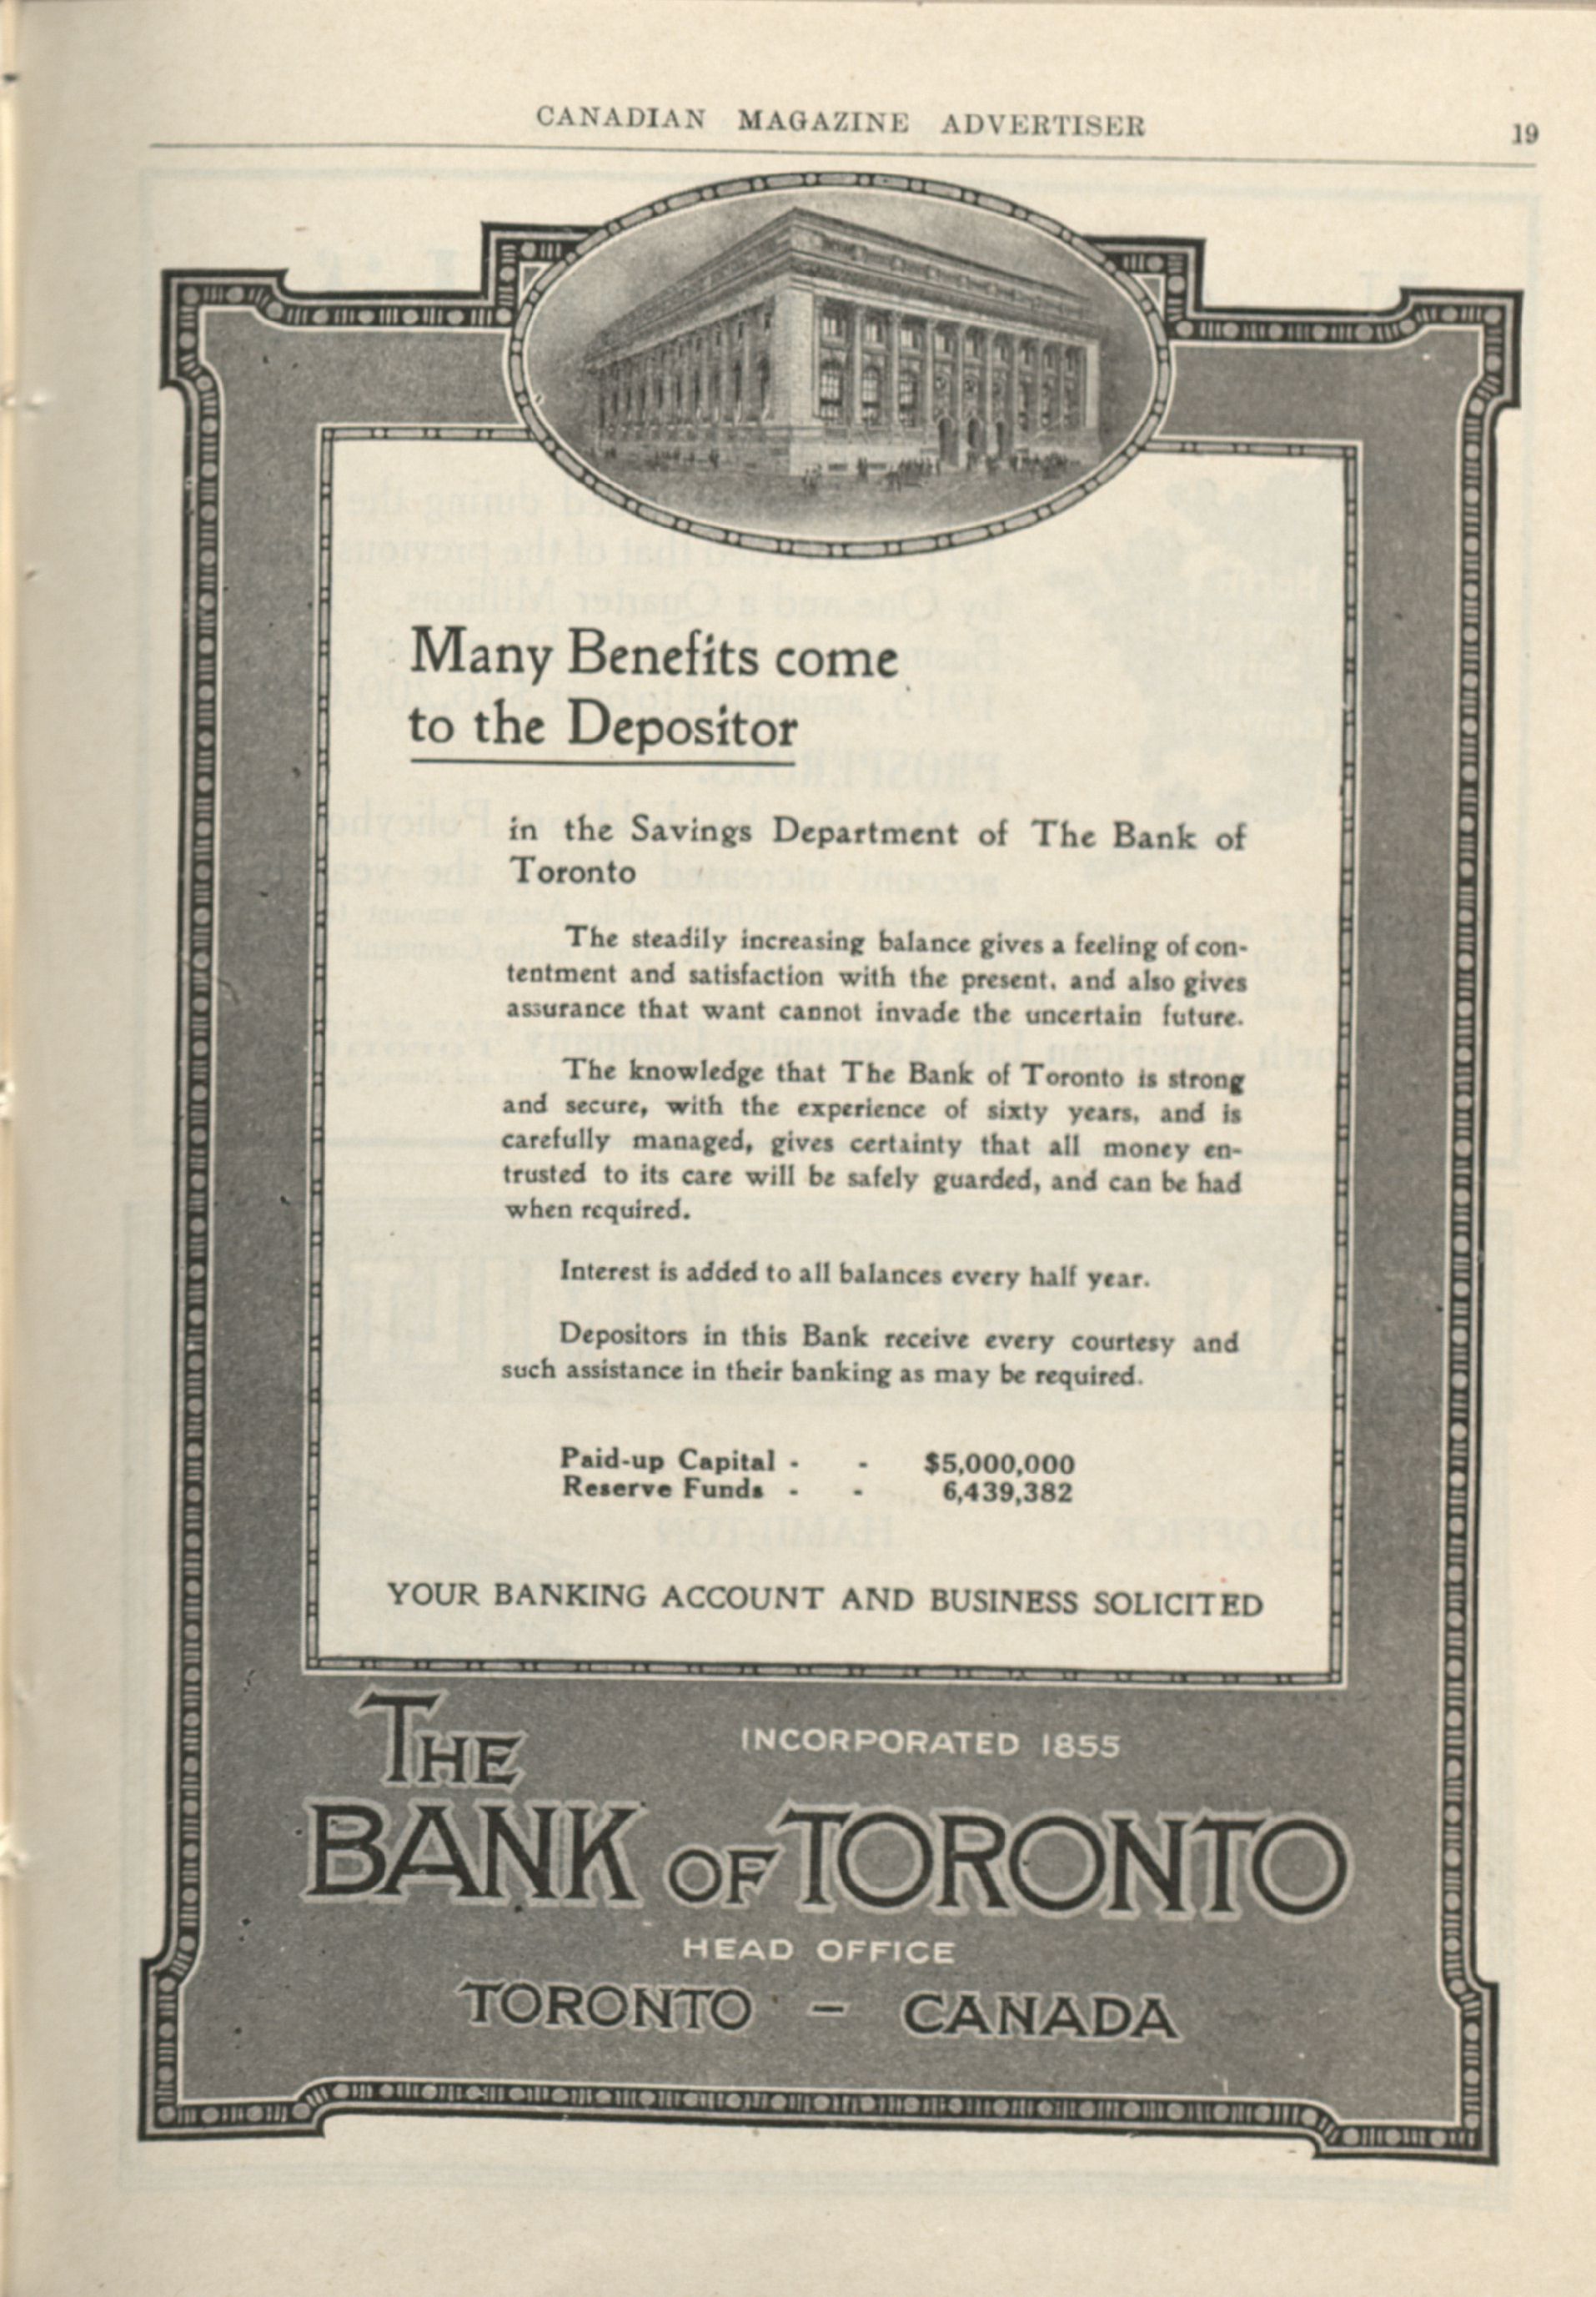 CANADIAN MAGAZINE ADVERTISER 19
Many Benefits come
to the Depositor
in the Savings Department of The Bank of
Toronto
The steadily increasing balance gives a feeling of con-
tentment and satisfaction with the present, and also gives
assurance that want cannot invade the uncertain future.
The knowledge that The Bank of Toronto is strong
and secure, with the experience of sixty years, and is
carefully managed, gives certainty that all money en-
trusted to its care will be safely guarded, and can be had
when required.
Interest is added to all balances every half year.
Depositors in this Bank receive every courtesy and
such assistance in their banking as may be required.
Paid-up Capital - - $5,000,000
Reserve Funds - - 6,439,382
YOUR BANKING ACCOUNT AND BUSINESS SOLICITED
THE INCORPORATED 1855
BANK OF TORONTO
HEAD OFFICE
TORONTO – CANADA